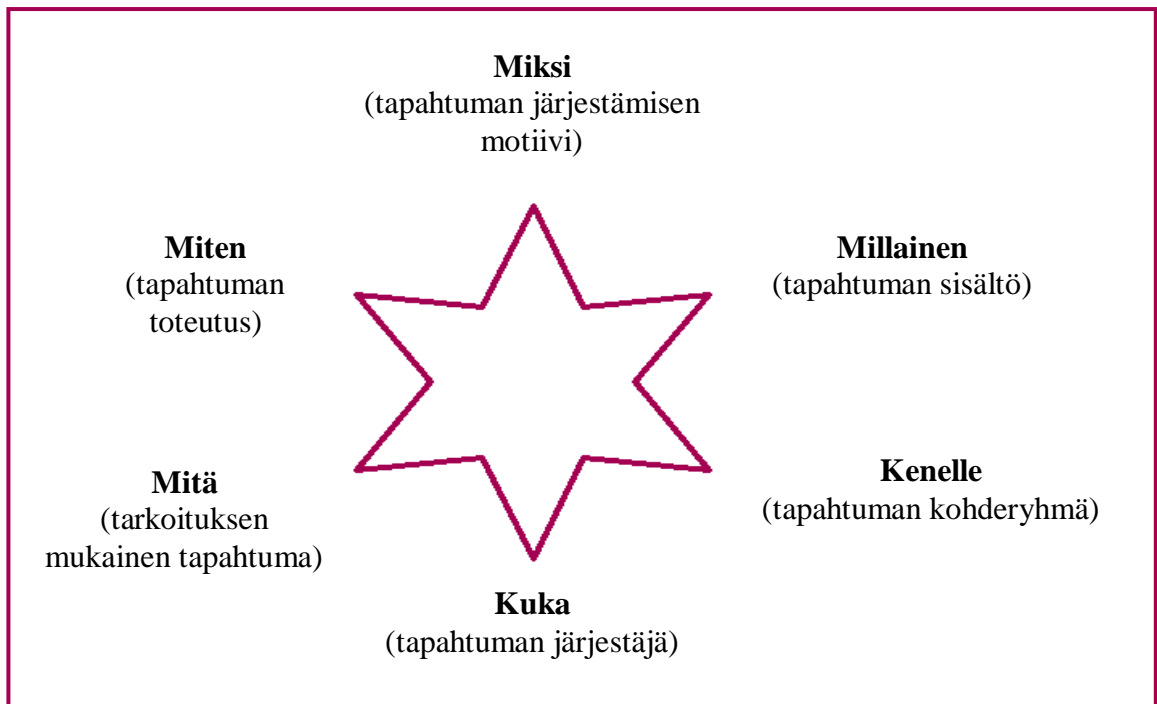 Miksi
(tapahtuman järjestämisen
motiivi)
Miten
(tapahtuman
toteutus)
Millainen
(tapahtuman sisältö)
Mitä
(tarkoituksen
mukainen tapahtuma)
Kenelle
(tapahtuman kohderyhmä)
Kuka
(tapahtuman järjestäjä)